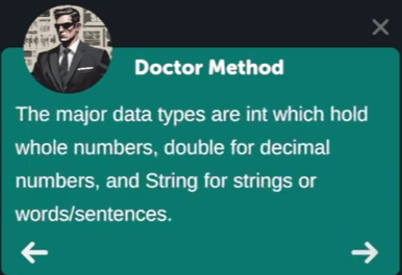 Doctor Method
The major data types are int which hold
whole numbers, double for decimal
numbers, and String for strings or
words/sentences.